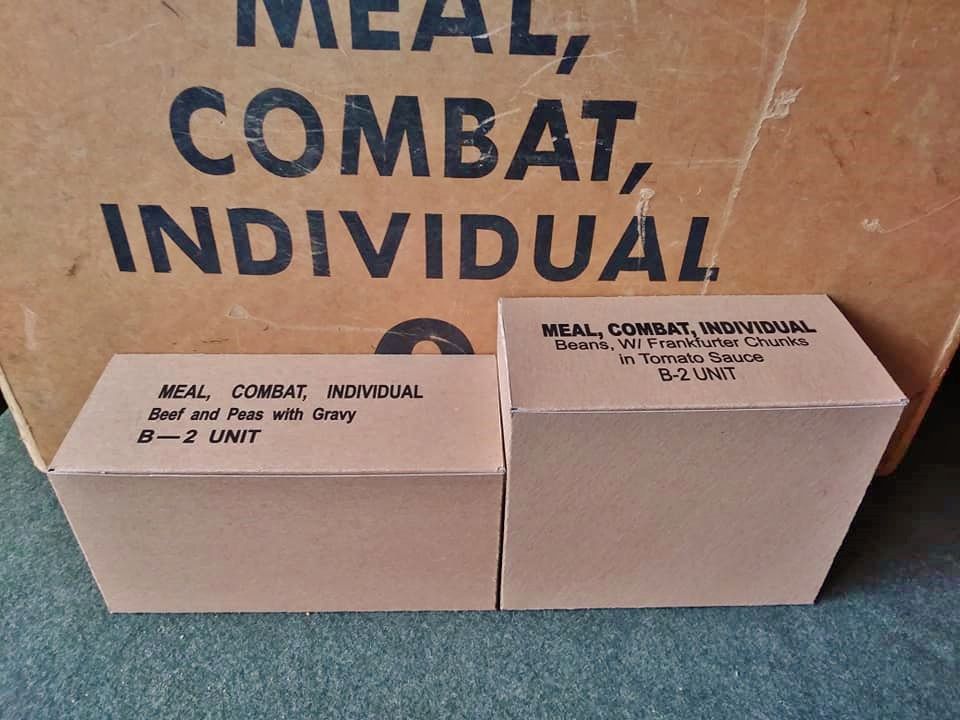 MEAL,
COMBAT,
INDIVIDUAL
MEAL, COMBAT, INDIVIDUAL
Beef and Peas with Gravy
B—2 UNIT
MEAL, COMBAT, INDIVIDUAL
Beans, W/ Frankfurter Chunks
in Tomato Sauce
B-2 UNIT